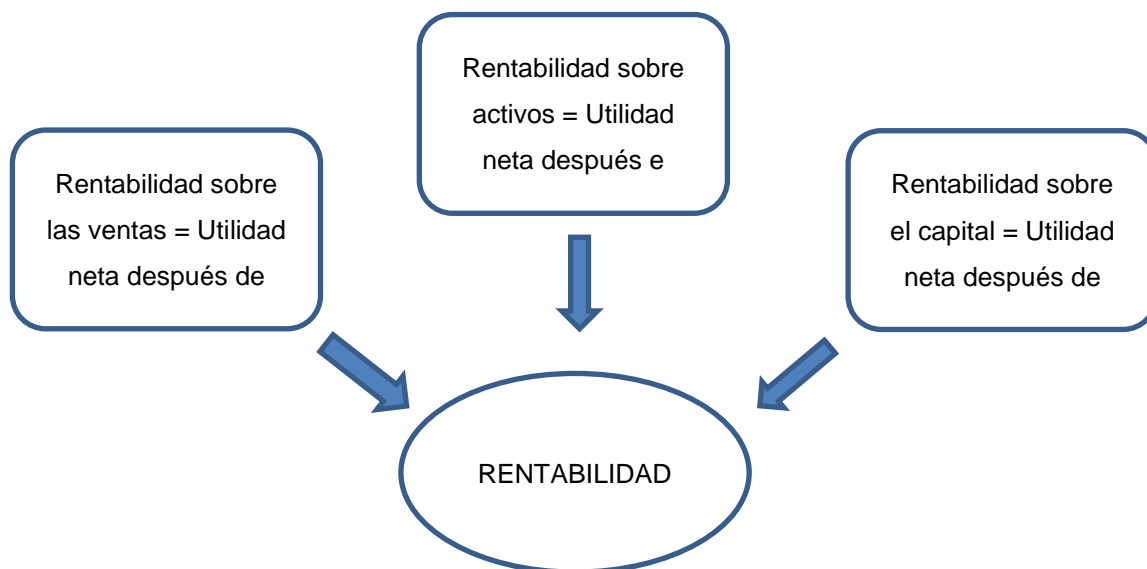 Rentabilidad sobre
las ventas = Utilidad
neta después de
Rentabilidad sobre
activos = Utilidad
neta después e
Rentabilidad sobre
el capital = Utilidad
neta después de
RENTABILIDAD